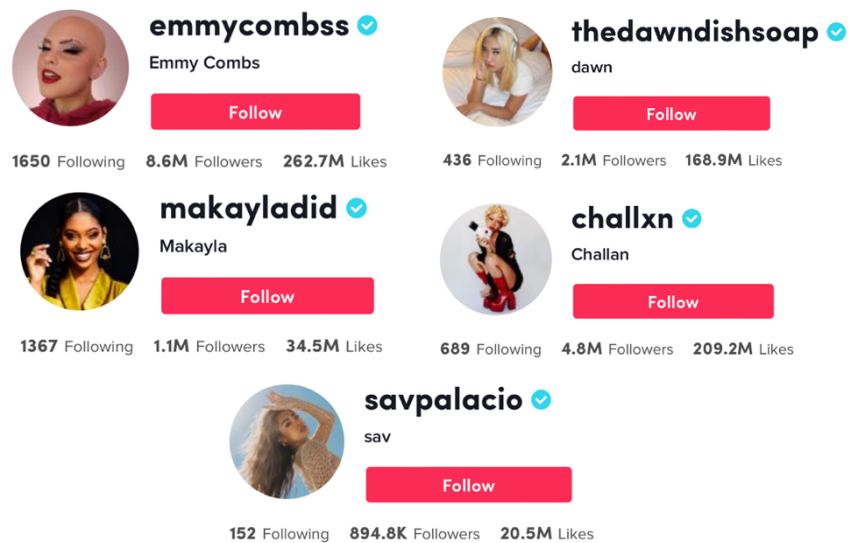 emmycombss
Emmy Combs
Follow
1650 Following 8.6M Followers 262.7M Likes
thedawndishsoap
dawn
Follow
436 Following 2.1M Followers 168.9M Likes
makayladid
Makayla
Follow
1367 Following 1.1M Followers 34.5M Likes
challxn
Challan
Follow
689 Following 4.8M Followers 209.2M Likes
savpalacio
sav
Follow
152 Following 894.8K Followers 20.5M Likes